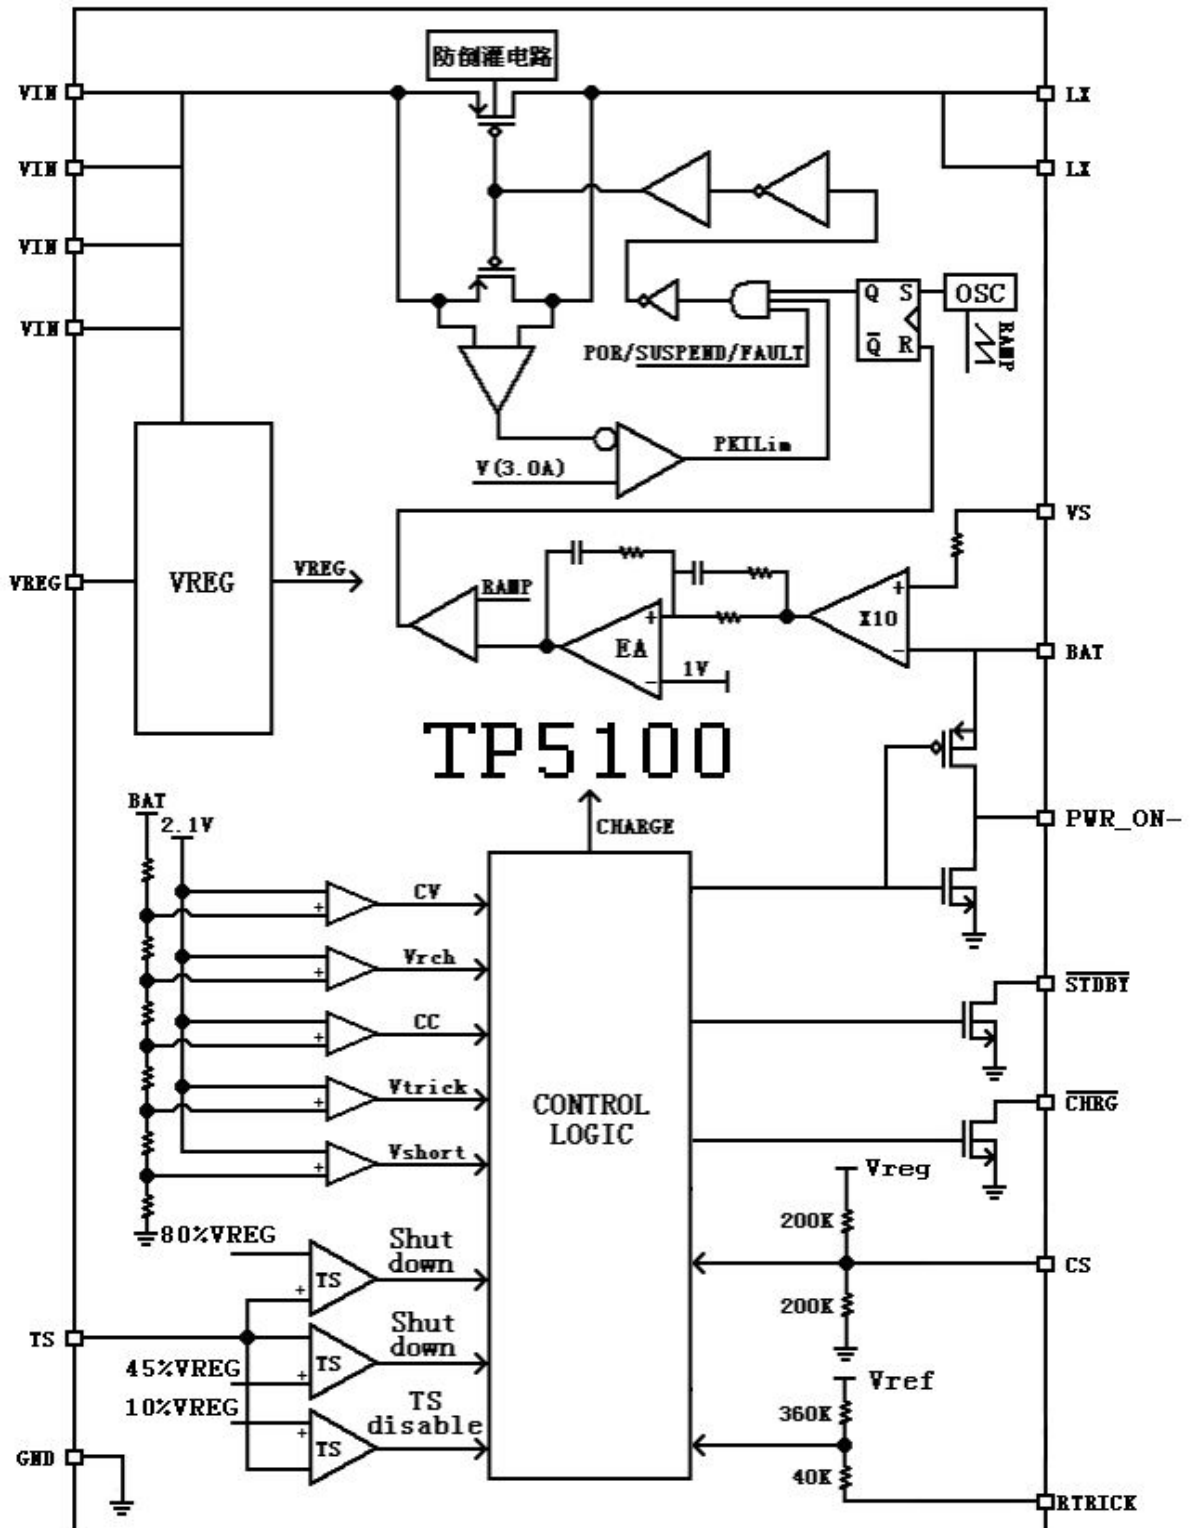 防倒灌电路
VIN
LX
VIN
LX
VIN
VIN
Q
S
OSC
Q̅
R
RAMP
POR/SUSPEND/FAULT
PKILim
V(3.0A)
VS
VREG
VREG
VREG
RAMP
+
X10
-
+
EA
-
1V
BAT
TP5100
CHARGE
PWR_ON-
BAT
2.1V
+
CV
+
Vrch
+
CC
+
Vtrick
+
Vshort
CONTROL
LOGIC
S̅T̅D̅B̅Y̅
C̅H̅R̅G̅
Vreg
200K
CS
200K
80%VREG
+
TS
Shut
down
TS
45%VREG
+
TS
Shut
down
10%VREG
+
TS
TS
disable
Vref
360K
40K
GND
RTRICK